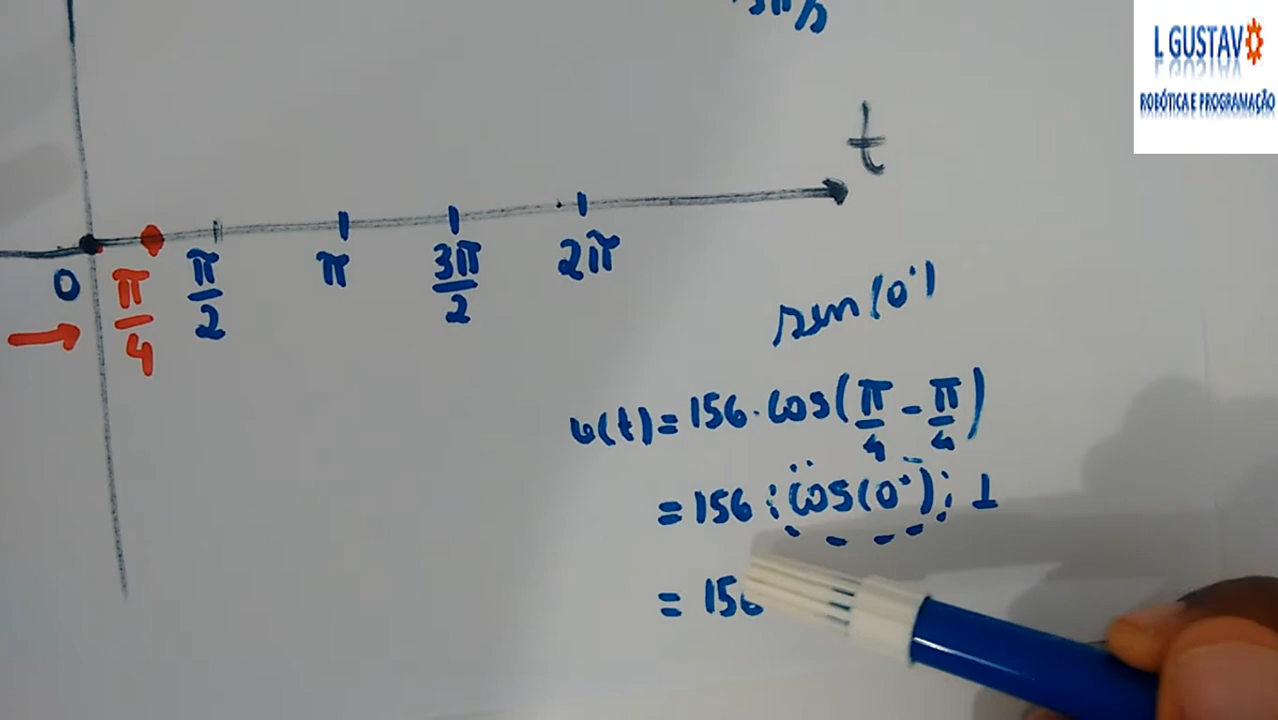 L GUSTAVO
ROBÓTICA E PROGRAMAÇÃO
t
0 π/4 π/2 π 3π/2 2π
sen(0°)
v(t) = 156 · cos(π/4 - π/4)
= 156 · cos(0°) 1
= 156